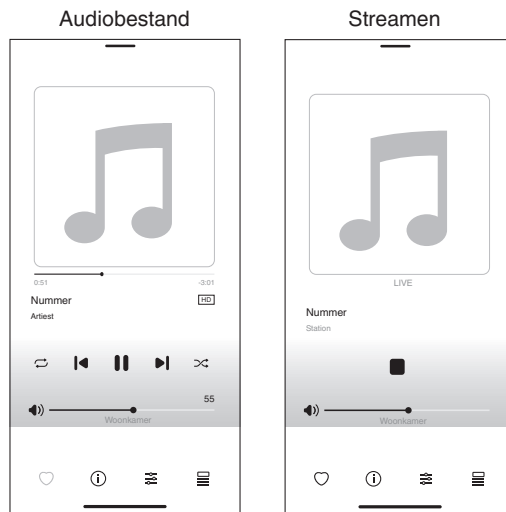 Audiobestand
0:51 -3:01
Nummer HD
Artiest
55
Woonkamer
Streamen
LIVE
Nummer
Station
Woonkamer